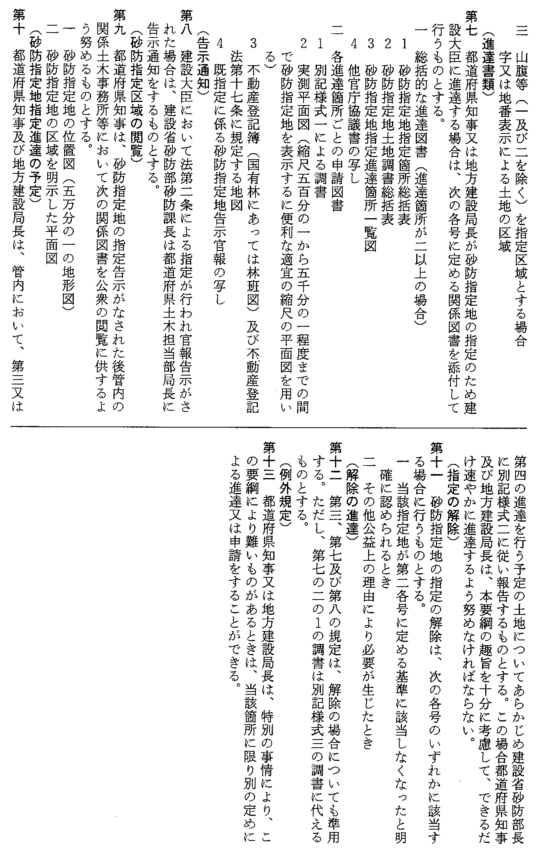 三　山腹等（一及び二を除く）を指定区域とする場合
字又は地番表示による土地の区域
（進達書類）
第七　都道府県知事又は地方建設局長が砂防指定地の指定のため建
設大臣に進達する場合は、次の各号に定める関係図書を添付して
行うものとする。
一　総括的な進達図書（進達箇所が二以上の場合）
1　砂防指定地指定箇所総括表
2　砂防指定地土地調書総括表
3　砂防指定地指定進達箇所一覧図
4　他官庁協議書の写し
二　各進達箇所ごとの申請図書
1　別記様式一による調書
2　実測平面図（縮尺五百分の一から五千分の一程度までの間
で砂防指定地を表示するに便利な適宜の縮尺の平面図を用い
る）
3　不動産登記簿（国有林にあっては林班図）及び不動産登記
法第十七条に規定する地図
4　既指定に係る砂防指定地告示官報の写し
（告示通知）
第八　建設大臣において法第二条による指定が行われ官報告示がさ
れた場合は、建設省砂防部砂防課長は都道府県土木担当部局長に
告示通知をするものとする。
（砂防指定区域の閲覧）
第九　都道府県知事は、砂防指定地の指定告示がなされた後管内の
関係土木事務所等において次の関係図書を公衆の閲覧に供するよ
う努めるものとする。
一　砂防指定地の位置図（五万分の一の地形図）
二　砂防指定地の区域を明示した平面図
（砂防指定地指定進達の予定）
第十　都道府県知事及び地方建設局長は、管内において、第三又は
第四の進達を行う予定の土地についてあらかじめ建設省砂防部長
に別記様式二に従い報告するものとする。この場合都道府県知事
及び地方建設局長は、本要綱の趣旨を十分に考慮して、できるだ
け速やかに進達するよう努めなければならない。
（指定の解除）
第十一　砂防指定地の指定の解除は、次の各号のいずれかに該当す
る場合に行うものとする。
一　当該指定地が第二各号に定める基準に該当しなくなったと明
確に認められるとき
二　その他公益上の理由により必要が生じたとき
（解除の進達）
第十二　第三、第七及び第八の規定は、解除の場合についても準用
する。ただし、第七の二の1の調書は別記様式三の調書に代える
ものとする。
（例外規定）
第十三　都道府県知事又は地方建設局長は、特別の事情により、こ
の要綱により難いものがあるときは、当該箇所に限り別の定めに
よる進達又は申請をすることができる。